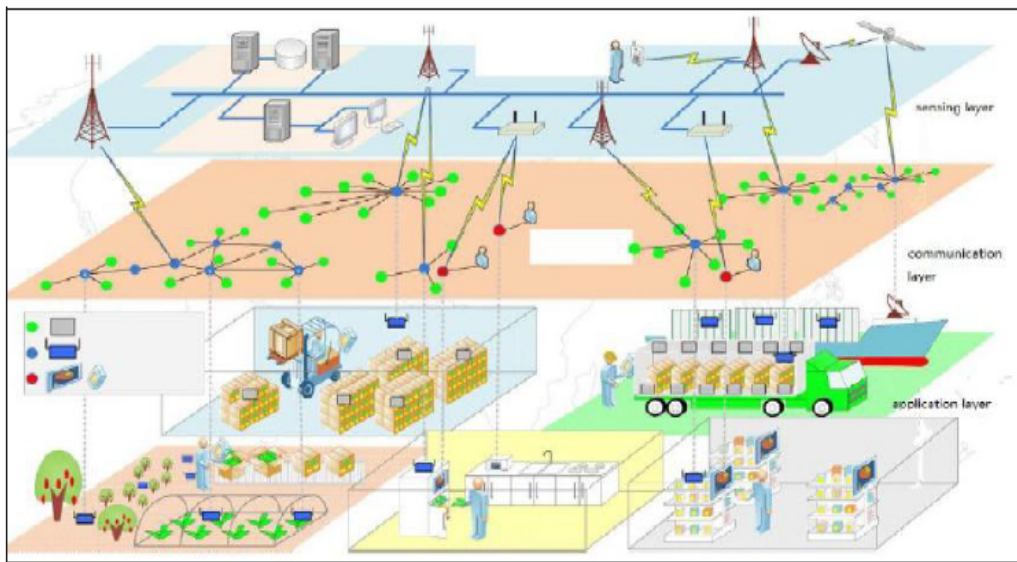 sensing layer
communication
layer
application layer